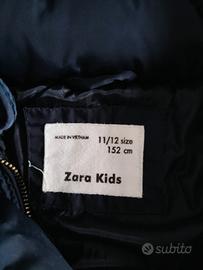 MADE IN VIETNAM
11/12 size
152 cm
Zara Kids
subito